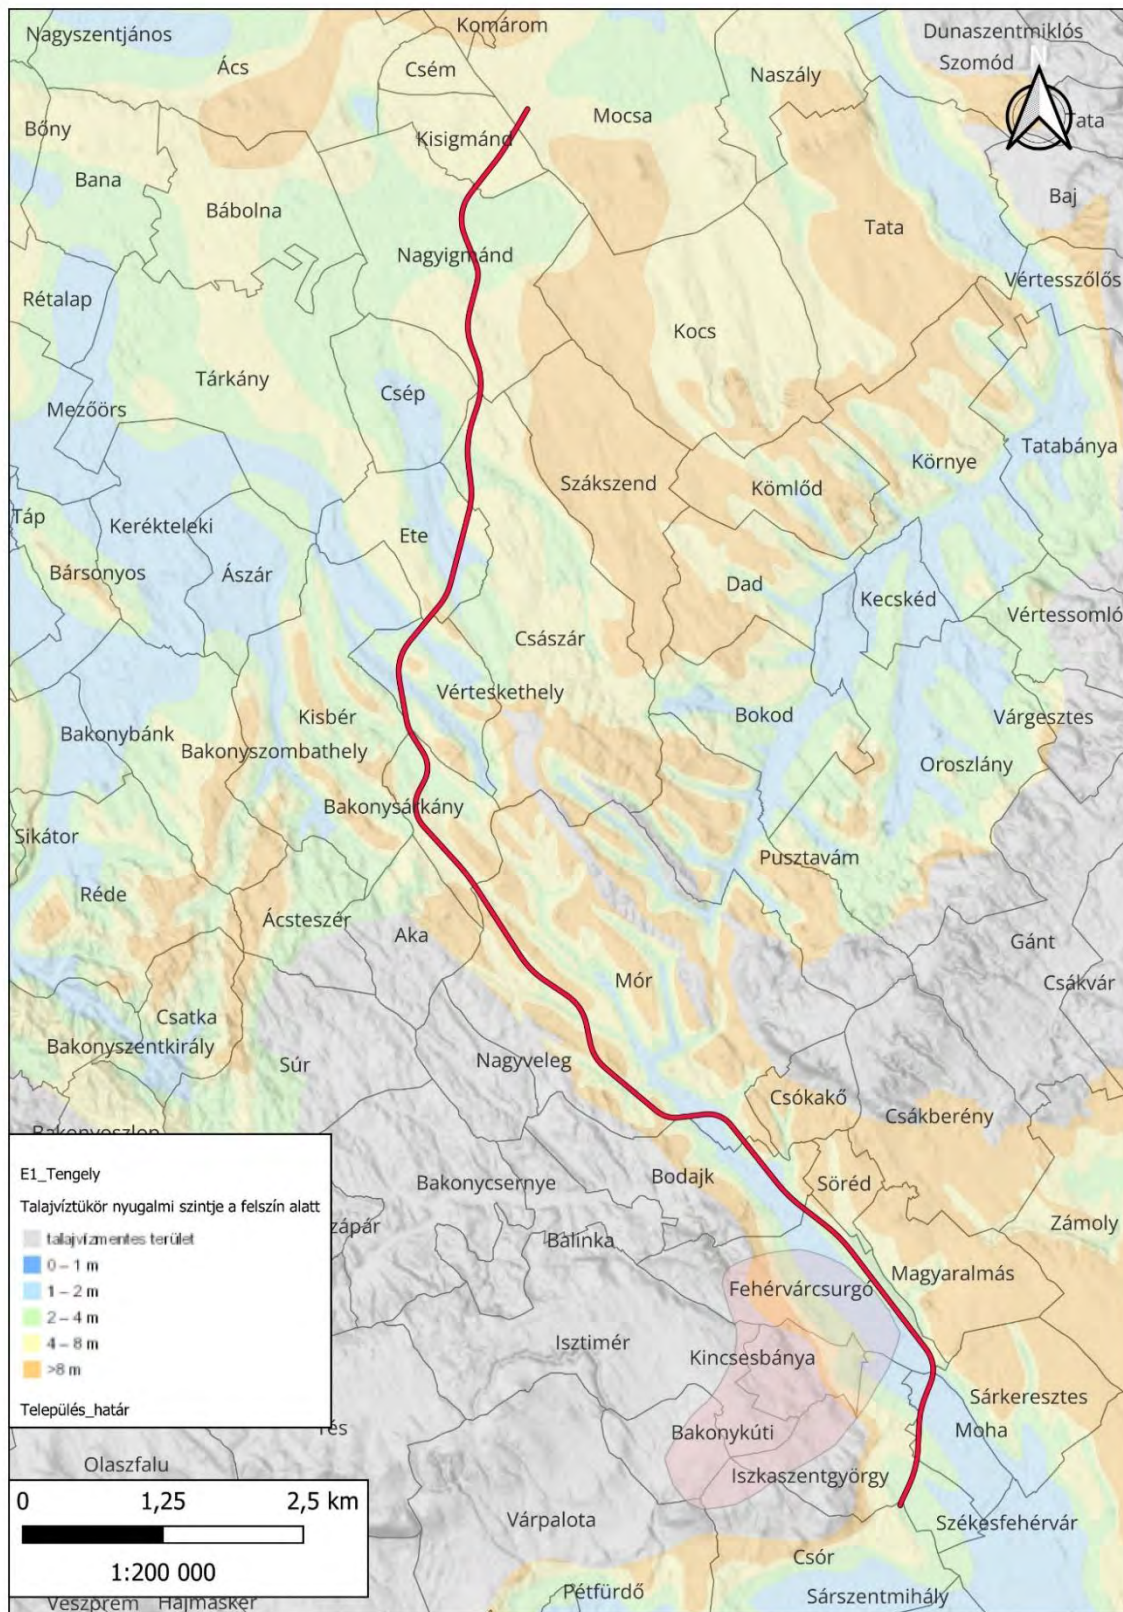 Komárom
Nagyszentjános
Dunaszentmiklós
N
Szomód
Ács
Csém
Naszály
Mocsa
Tata
Bőny
Kisigmánd
Bana
Baj
Bábolna
Tata
Nagyigmánd
Vértesszőlős
Rétalap
Kocs
Tárkány
Csép
Mezőörs
Tatabánya
Környe
Szákszend
Kömlőd
Táp
Kerékteleki
Ete
Bársonyos
Ászár
Dad
Kecskéd
Vértessomló
Császár
Vérteskethely
Kisbér
Bokod
Várgesztes
Bakonybánk
Bakonyszombathely
Oroszlány
Bakonysárkány
Sikátor
Pusztavám
Réde
Ácsteszér
Aka
Gánt
Mór
Csákvár
Csatka
Bakonyszentkirály
Súr
Nagyveleg
Csókakő
Csákberény
Bakonyoszlop
E1_Tengely
Talajvíztükör nyugalmi szintje a felszín alatt
talajvízmentes terület
0 – 1 m
1 – 2 m
2 – 4 m
4 – 8 m
>8 m
Település_határ
Bodajk
Bakonycsernye
Söréd
zápár
Balinka
Zámoly
Magyaralmás
Fehérvárcsurgó
Isztimér
Kincsesbánya
Sárkeresztes
Bakonykúti
Moha
Olaszfalu
Iszkaszentgyörgy
0 1,25 2,5 km
1:200 000
Várpalota
Székesfehérvár
Csór
Pétfürdő
Sárszentmihály
Veszprém
Hajmáskér